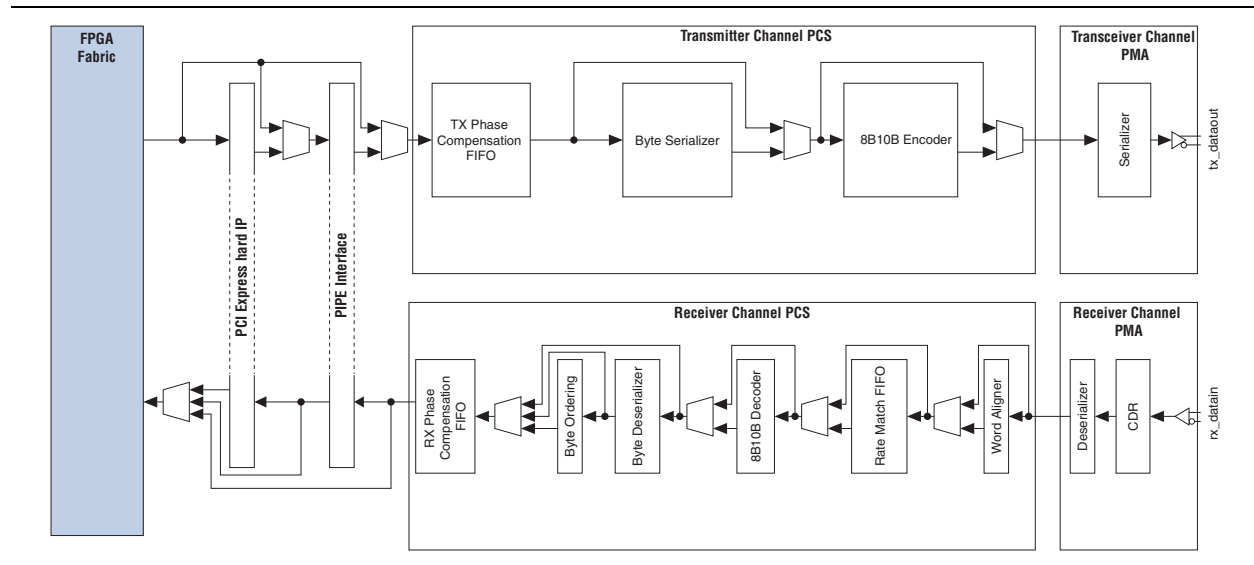 FPGA
Fabric
Transmitter Channel PCS
Transceiver Channel
PMA
TX Phase
Compensation
FIFO
Byte Serializer
8B10B Encoder
Serializer
tx_dataout
PCI Express hard IP
PIPE Interface
Receiver Channel PCS
Receiver Channel
PMA
RX Phase
Compensation
FIFO
Byte Ordering
Byte Deserializer
8B10B Decoder
Rate Match FIFO
Word Aligner
Deserializer
CDR
rx_datain